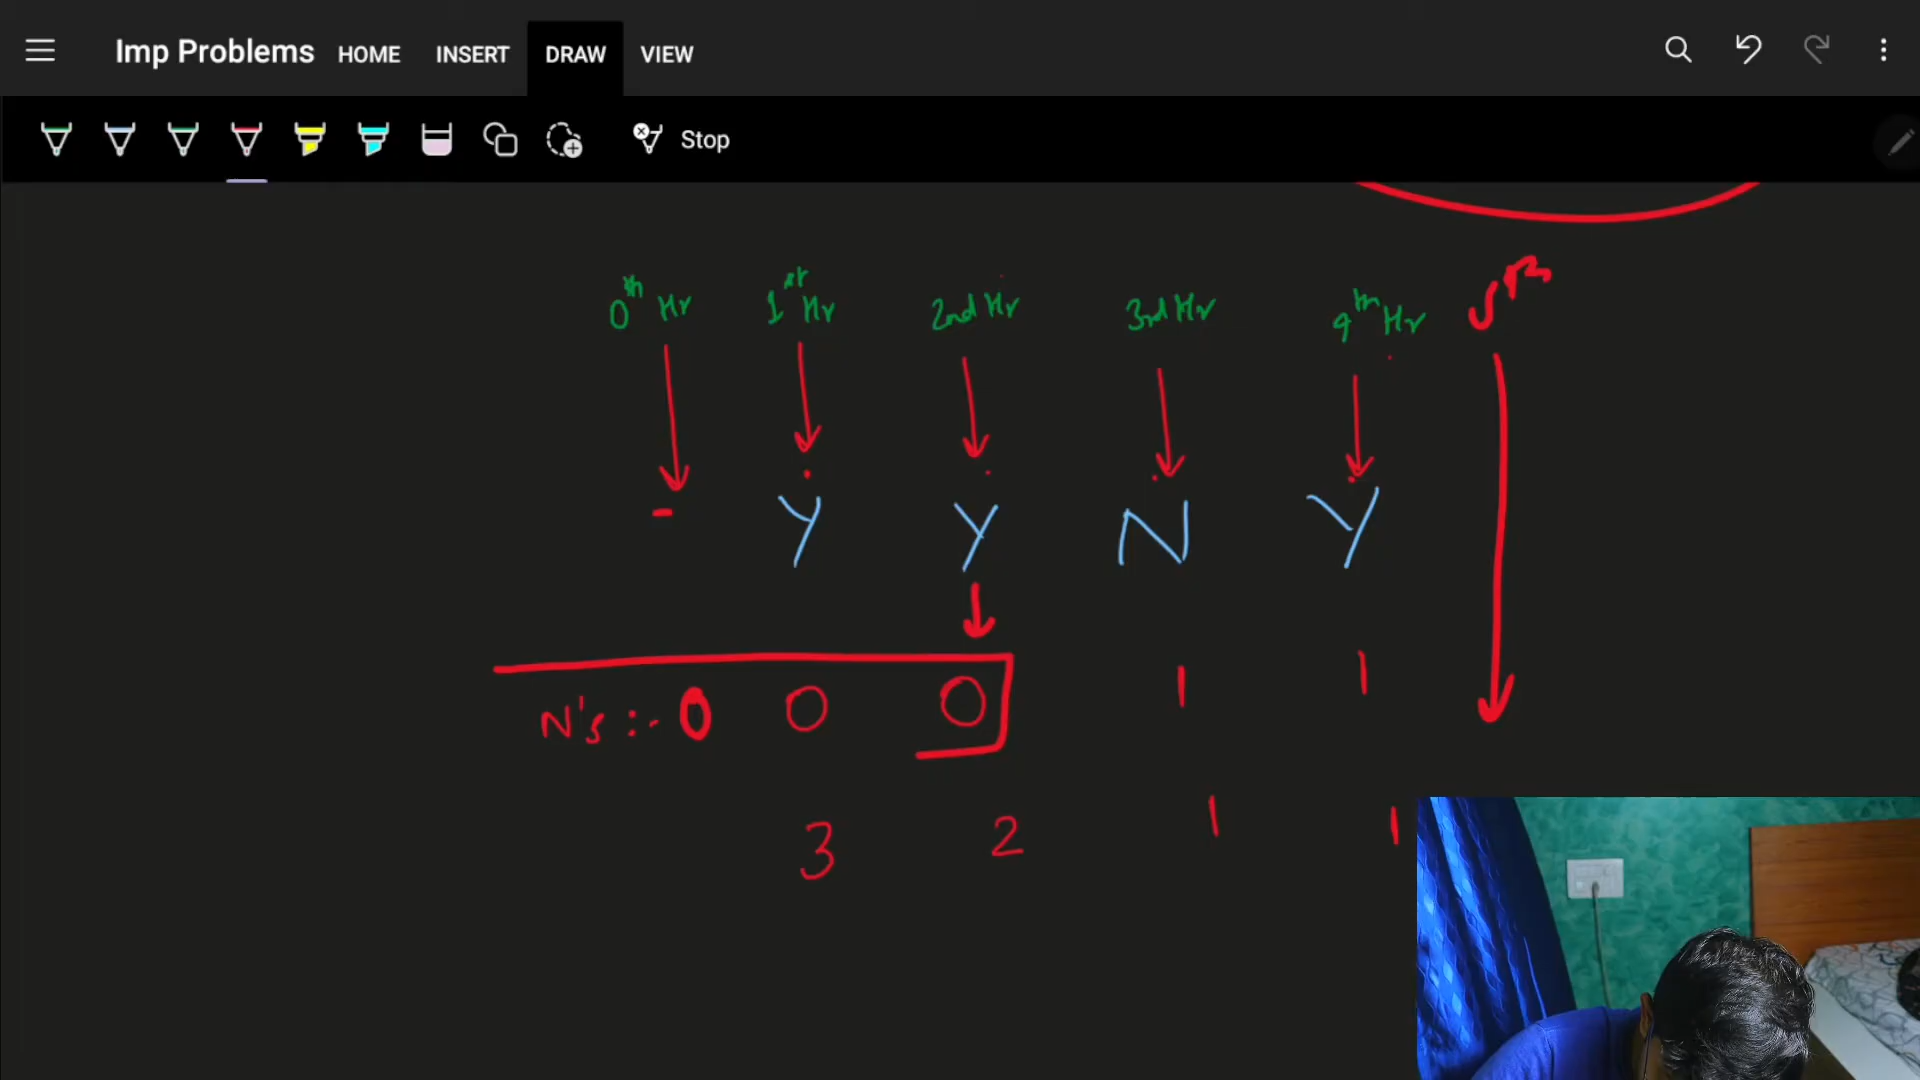 Imp Problems HOME INSERT DRAW VIEW
Stop
0th Hr 1st Hr 2nd Hr 3rd Hr 4th Hr
- Y Y N Y
N's :- 0 0 0 1 1
3 2 1 1